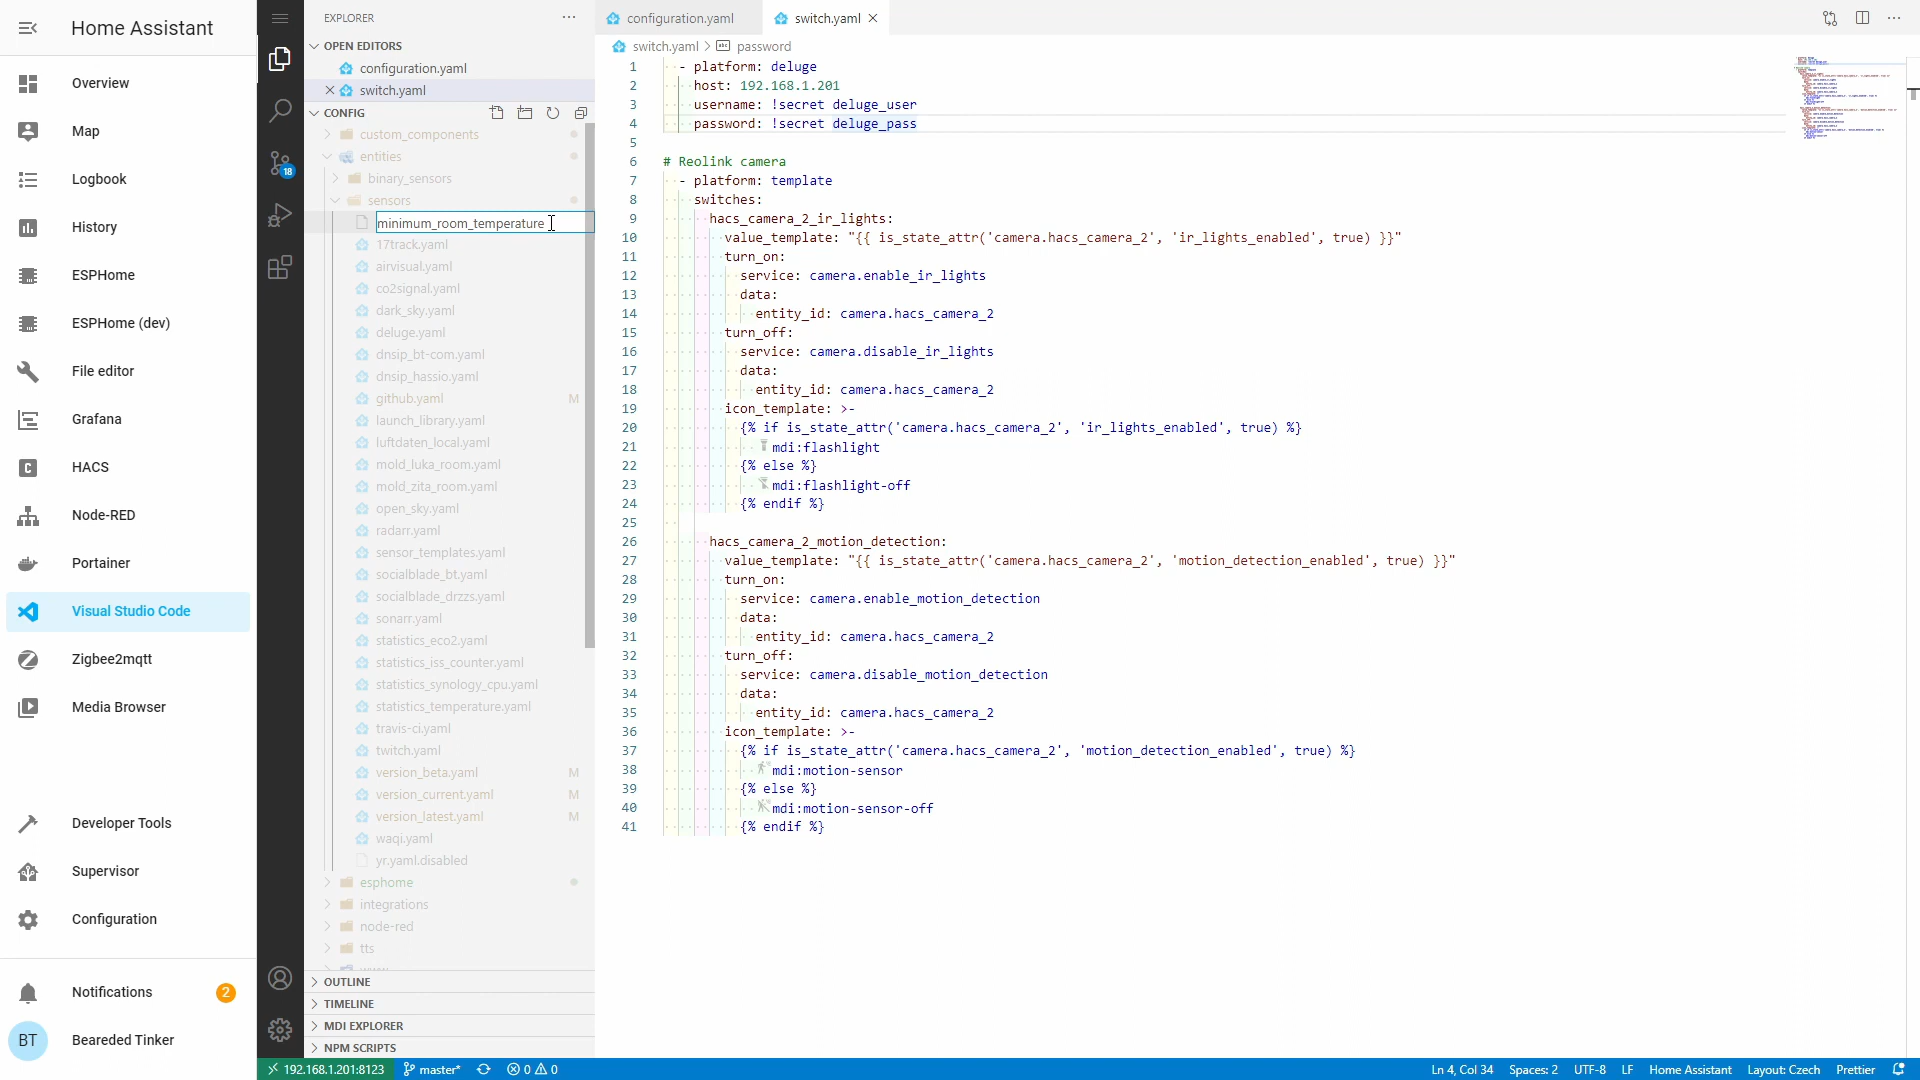 Home Assistant
Overview
Map
Logbook
History
ESPHome
ESPHome (dev)
File editor
Grafana
HACS
Node-RED
Portainer
Visual Studio Code
Zigbee2mqtt
Media Browser
Developer Tools
Supervisor
Configuration
Notifications 2
BT Beareded Tinker
18
EXPLORER
OPEN EDITORS
configuration.yaml
switch.yaml
CONFIG
custom_components
entities
binary_sensors
sensors
minimum_room_temperature
17track.yaml
airvisual.yaml
co2signal.yaml
dark_sky.yaml
deluge.yaml
dnsip_bt-com.yaml
dnsip_hassio.yaml
github.yaml M
launch_library.yaml
luftdaten_local.yaml
mold_luka_room.yaml
mold_zita_room.yaml
open_sky.yaml
radarr.yaml
sensor_templates.yaml
socialblade_bt.yaml
socialblade_drzzs.yaml
sonarr.yaml
statistics_eco2.yaml
statistics_iss_counter.yaml
statistics_synology_cpu.yaml
statistics_temperature.yaml
travis-ci.yaml
twitch.yaml
version_beta.yaml M
version_current.yaml M
version_latest.yaml M
waqi.yaml
yr.yaml.disabled
esphome
integrations
node-red
tts
OUTLINE
TIMELINE
MDI EXPLORER
NPM SCRIPTS
configuration.yaml
switch.yaml
switch.yaml > password
1 - platform: deluge
2 host: 192.168.1.201
3 username: !secret deluge_user
4 password: !secret deluge_pass
5
6 # Reolink camera
7 - platform: template
8 switches:
9 hacs_camera_2_ir_lights:
10 value_template: "{{ is_state_attr('camera.hacs_camera_2', 'ir_lights_enabled', true) }}"
11 turn_on:
12 service: camera.enable_ir_lights
13 data:
14 entity_id: camera.hacs_camera_2
15 turn_off:
16 service: camera.disable_ir_lights
17 data:
18 entity_id: camera.hacs_camera_2
19 icon_template: >-
20 {% if is_state_attr('camera.hacs_camera_2', 'ir_lights_enabled', true) %}
21 mdi:flashlight
22 {% else %}
23 mdi:flashlight-off
24 {% endif %}
25
26 hacs_camera_2_motion_detection:
27 value_template: "{{ is_state_attr('camera.hacs_camera_2', 'motion_detection_enabled', true) }}"
28 turn_on:
29 service: camera.enable_motion_detection
30 data:
31 entity_id: camera.hacs_camera_2
32 turn_off:
33 service: camera.disable_motion_detection
34 data:
35 entity_id: camera.hacs_camera_2
36 icon_template: >-
37 {% if is_state_attr('camera.hacs_camera_2', 'motion_detection_enabled', true) %}
38 mdi:motion-sensor
39 {% else %}
40 mdi:motion-sensor-off
41 {% endif %}
192.168.1.201:8123 master* 0 0 Ln 4, Col 34 Spaces: 2 UTF-8 LF Home Assistant Layout: Czech Prettier